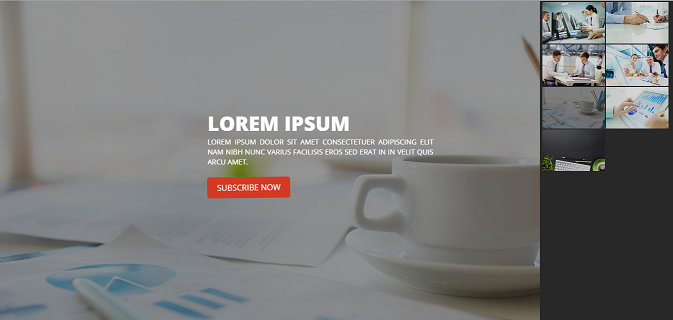 LOREM IPSUM
LOREM IPSUM DOLOR SIT AMET CONSECTETUER ADIPISCING ELIT
NAM NIBH NUNC VARIUS FACILISIS EROS SED ERAT IN IN VELIT QUIS
ARCU AMET.
SUBSCRIBE NOW